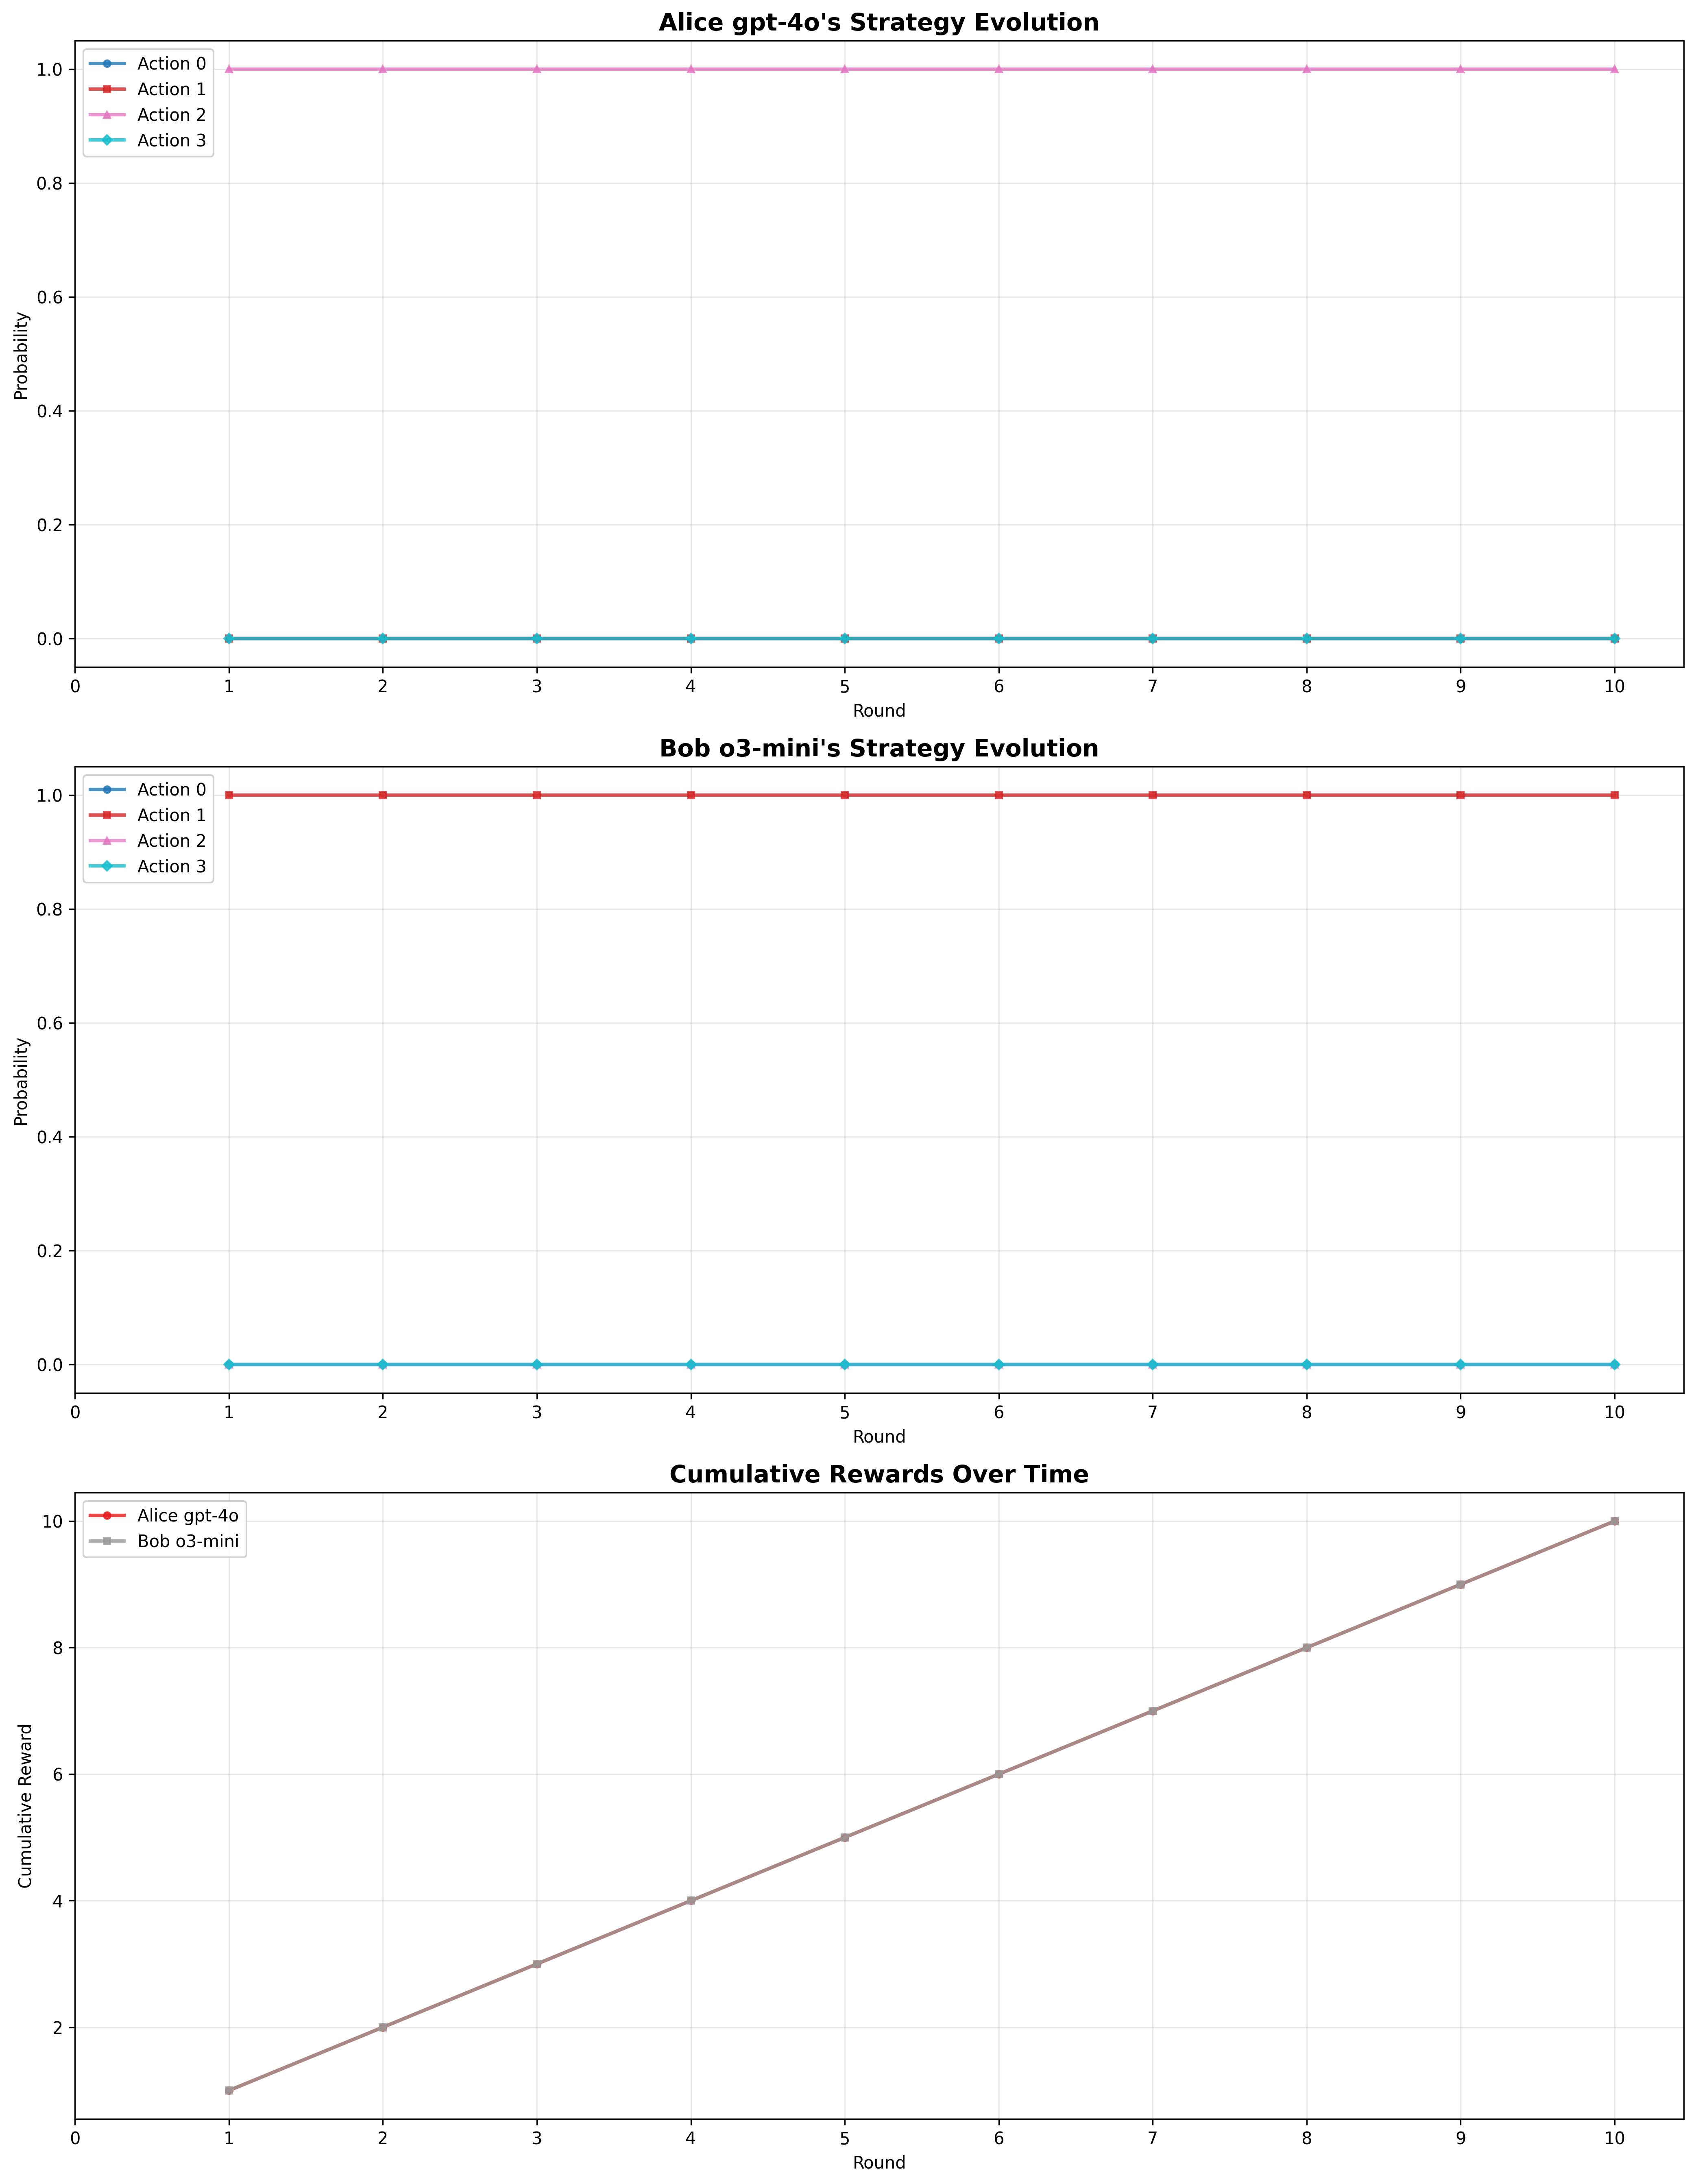 Alice gpt-4o's Strategy Evolution
Action 0
Action 1
Action 2
Action 3
1.0
0.8
0.6
0.4
0.2
0.0
Probability
0 1 2 3 4 5 6 7 8 9 10
Round
Bob o3-mini's Strategy Evolution
Action 0
Action 1
Action 2
Action 3
1.0
0.8
0.6
0.4
0.2
0.0
Probability
0 1 2 3 4 5 6 7 8 9 10
Round
Cumulative Rewards Over Time
Alice gpt-4o
Bob o3-mini
10
8
6
4
2
Cumulative Reward
0 1 2 3 4 5 6 7 8 9 10
Round